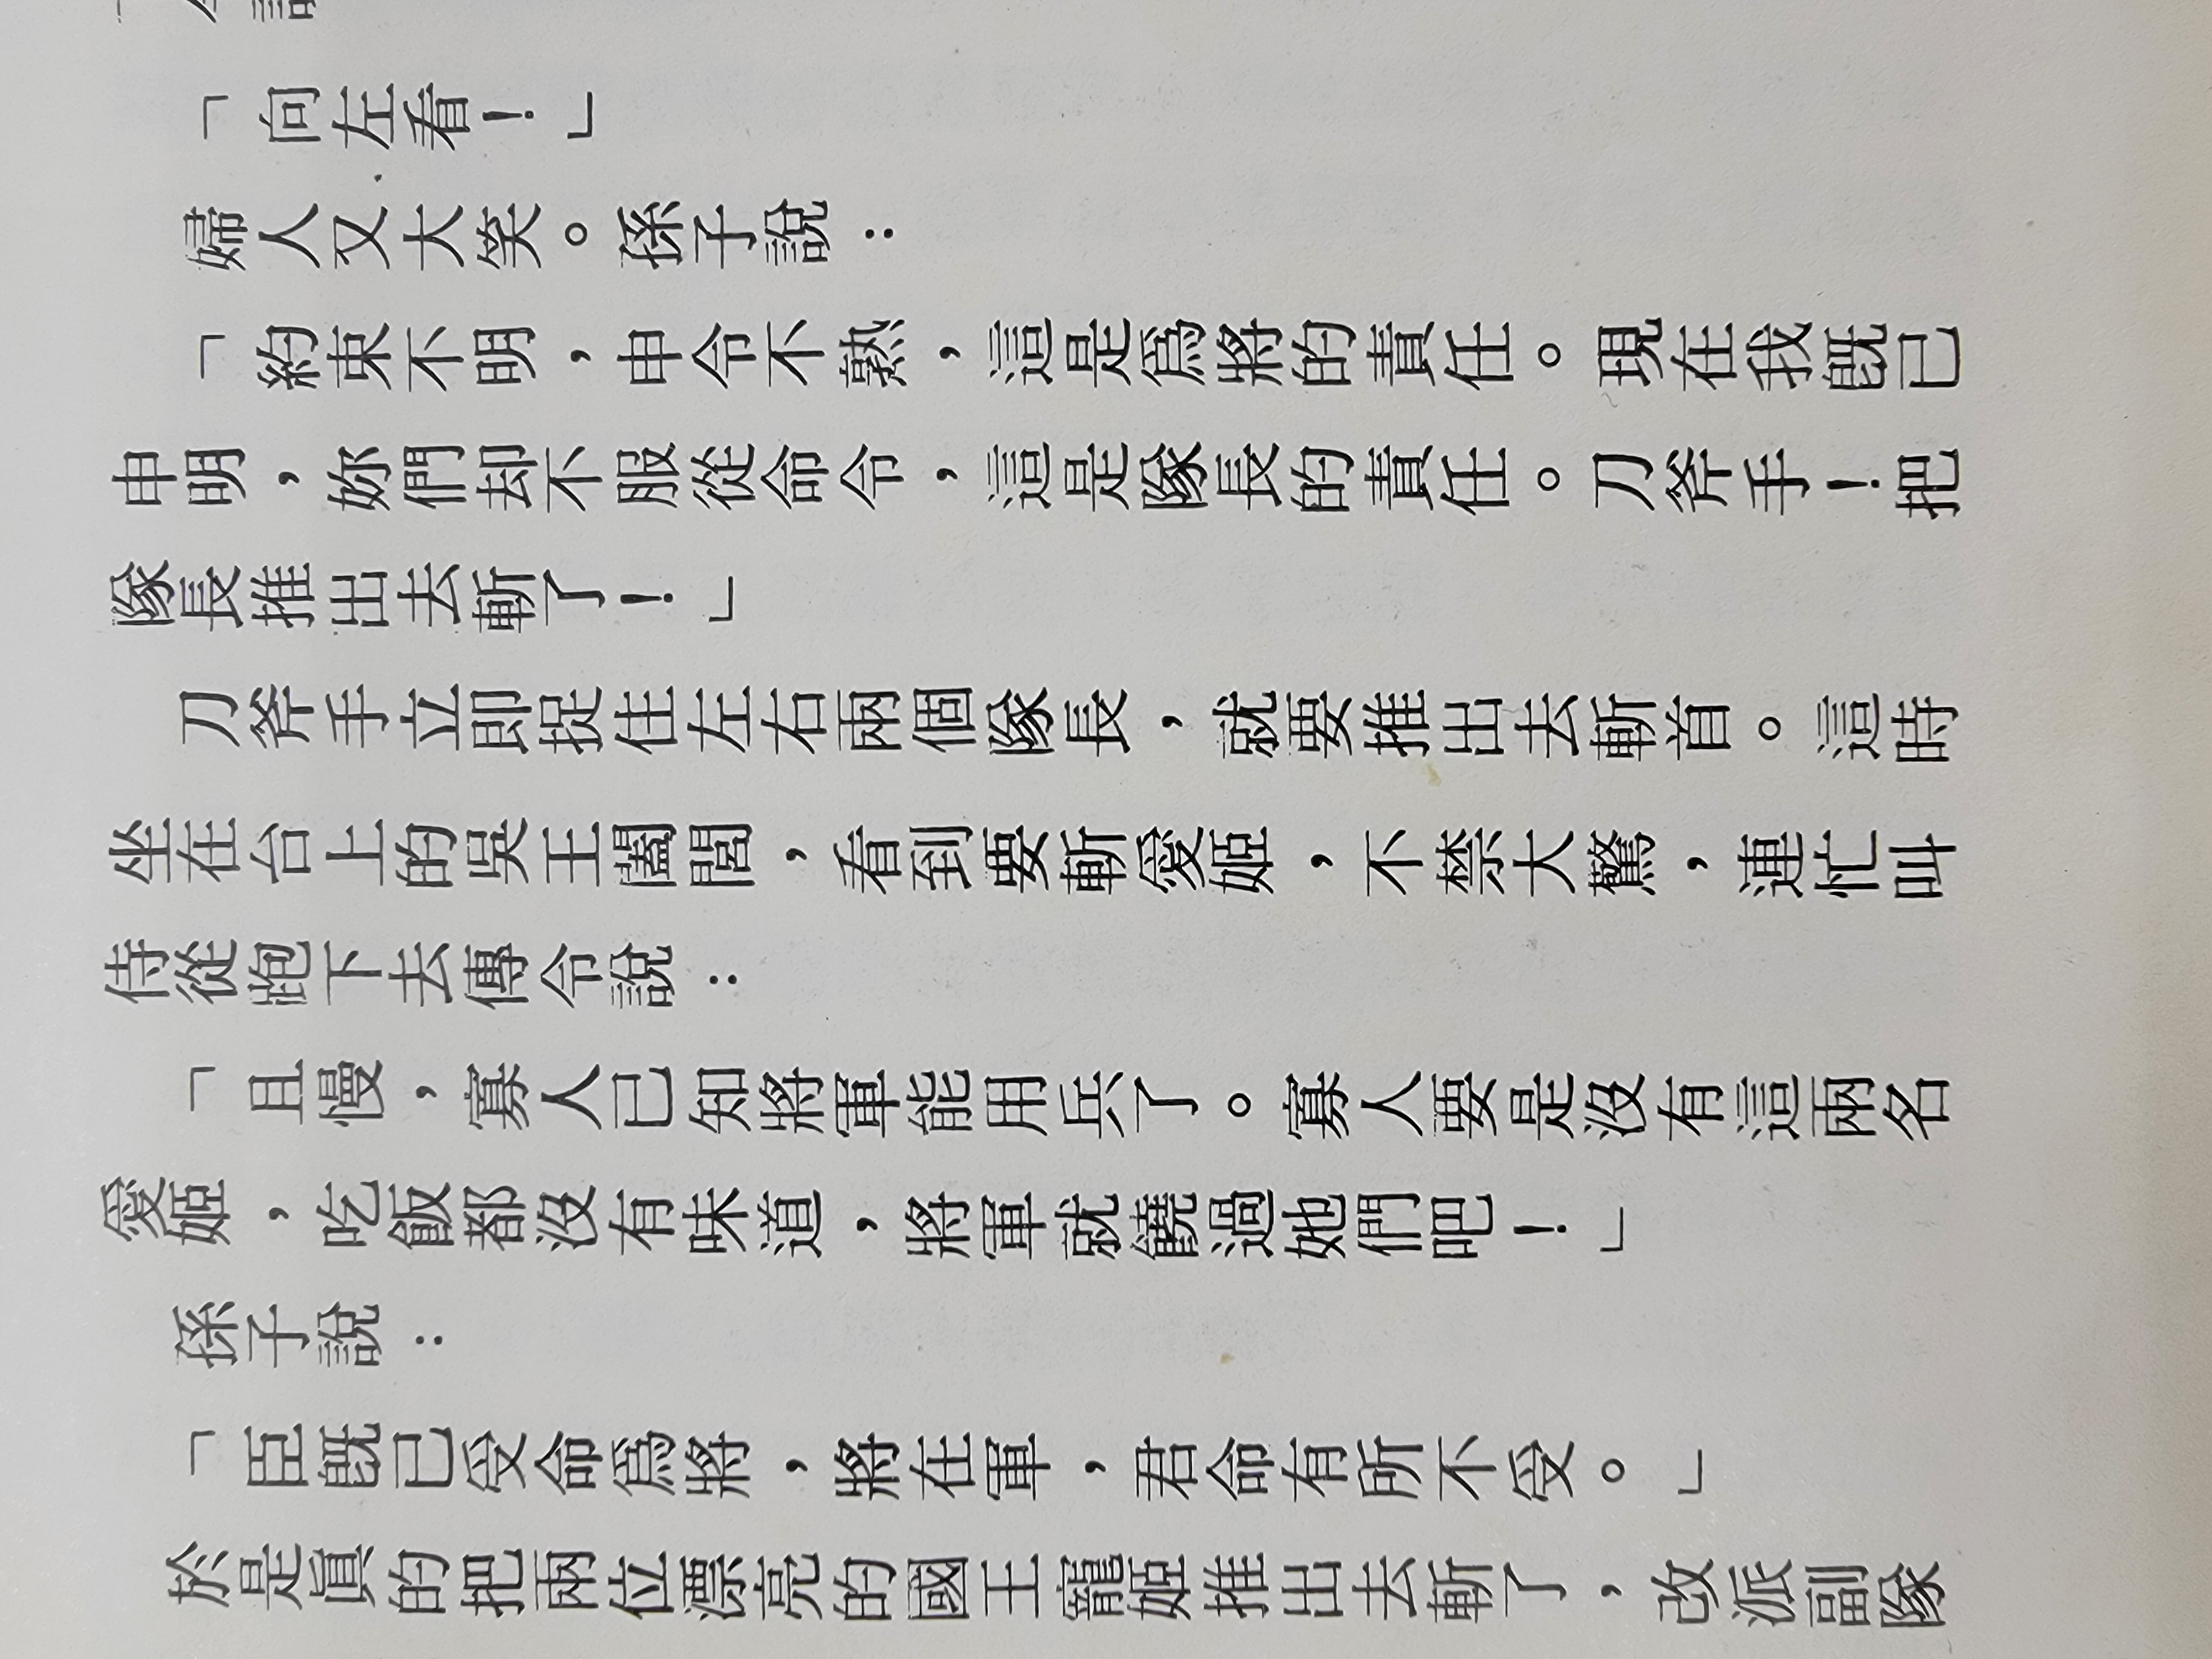 「向左看！」
婦人又大笑。孫子說：
「約束不明，申令不熟，這是爲將的責任。現在我旣已
申明，妳們却不服從命令，這是隊長的責任。刀斧手！把
隊長推出去斬了！」
刀斧手立即捉住左右兩個隊長，就要推出去斬首。這時
坐在台上的吳王闔閭，看到要斬愛姬，不禁大驚，連忙叫
侍從跑下去傳令說：
「且慢，寡人已知將軍能用兵了。寡人要是沒有這兩名
愛姬，吃飯都沒有味道，將軍就饒過她們吧！」
孫子說：
「臣旣已受命爲將，將在軍，君命有所不受。」
於是眞的把兩位漂亮的國王寵姬推出去斬了，改派副隊